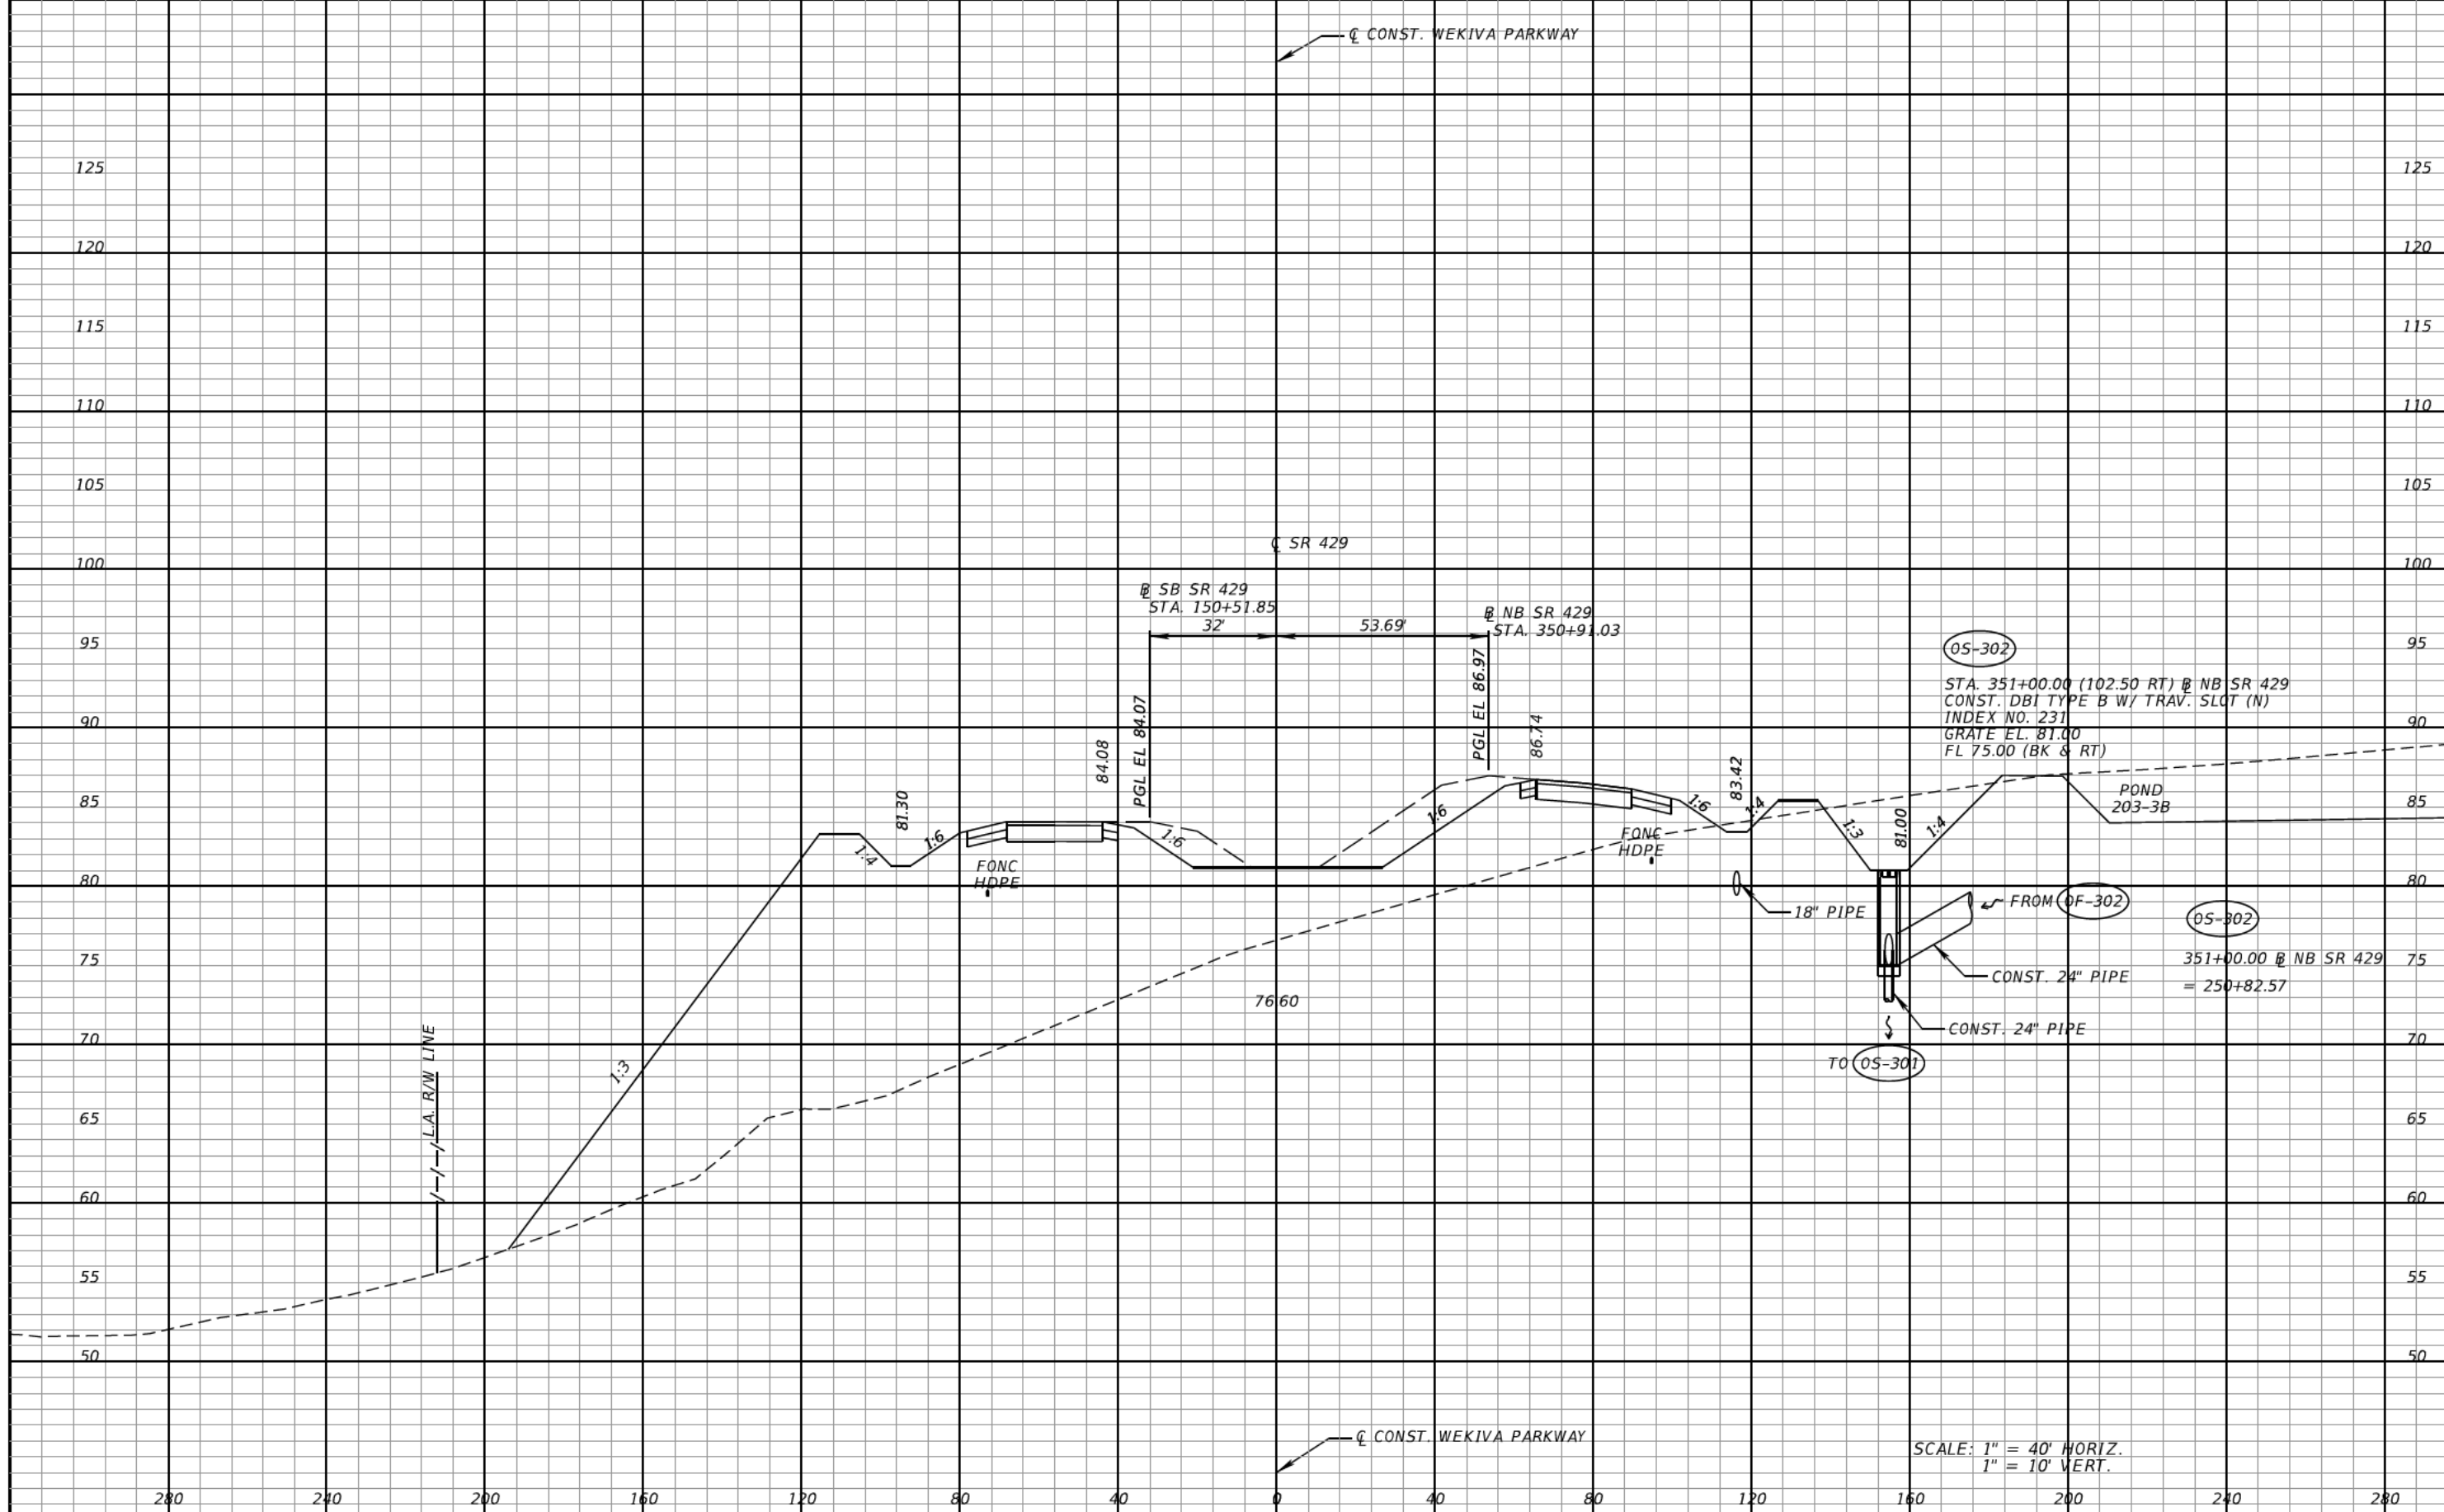 ℄ CONST. WEKIVA PARKWAY
125 125
120 120
115 115
110 110
105 105
100 100
℄ SR 429
95 95
90 90
85 85
80 80
75 75
70 70
65 65
60 60
55 55
50 50
B̲L SB SR 429
STA. 150+51.85
32'
53.69'
B̲L NB SR 429
STA. 350+91.03
PGL EL 84.07
PGL EL 86.97
84.08
86.74
81.30
83.42
81.00
1:3
1:4
1:6
1:6
1:6
1:6
1:4
1:3
1:4
FONC
HDPE
FONC
HDPE
18" PIPE
OS-302
STA. 351+00.00 (102.50 RT) B̲L NB SR 429
CONST. DBI TYPE B W/ TRAV. SLOT (N)
INDEX NO. 231
GRATE EL. 81.00
FL 75.00 (BK & RT)
POND
203-3B
FROM OF-302
OS-302
351+00.00 B̲L NB SR 429
= 250+82.57
CONST. 24" PIPE
CONST. 24" PIPE
TO OS-301
76.60
L.A. R/W LINE
℄ CONST. WEKIVA PARKWAY
SCALE: 1" = 40' HORIZ.
1" = 10' VERT.
280 240 200 160 120 80 40 0 40 80 120 160 200 240 280